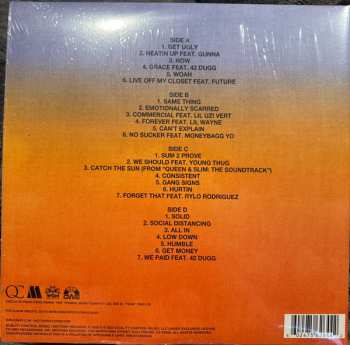 SIDE A
1. GET UGLY
2. HEATIN UP FEAT. GUNNA
3. HOW
4. GRACE FEAT. 42 DUGG
5. WOAH
6. LIVE OFF MY CLOSET FEAT. FUTURE
SIDE B
1. SAME THING
2. EMOTIONALLY SCARRED
3. COMMERCIAL FEAT. LIL UZI VERT
4. FOREVER FEAT. LIL WAYNE
5. CAN'T EXPLAIN
6. NO SUCKER FEAT. MONEYBAGG YO
SIDE C
1. SUM 2 PROVE
2. WE SHOULD FEAT. YOUNG THUG
3. CATCH THE SUN (FROM "QUEEN & SLIM: THE SOUNDTRACK")
4. CONSISTENT
5. GANG SIGNS
6. HURTIN
7. FORGET THAT FEAT. RYLO RODRIGUEZ
SIDE D
1. SOLID
2. SOCIAL DISTANCING
3. ALL IN
4. LOW DOWN
5. HUMBLE
6. GET MONEY
7. WE PAID FEAT. 42 DUGG
QC